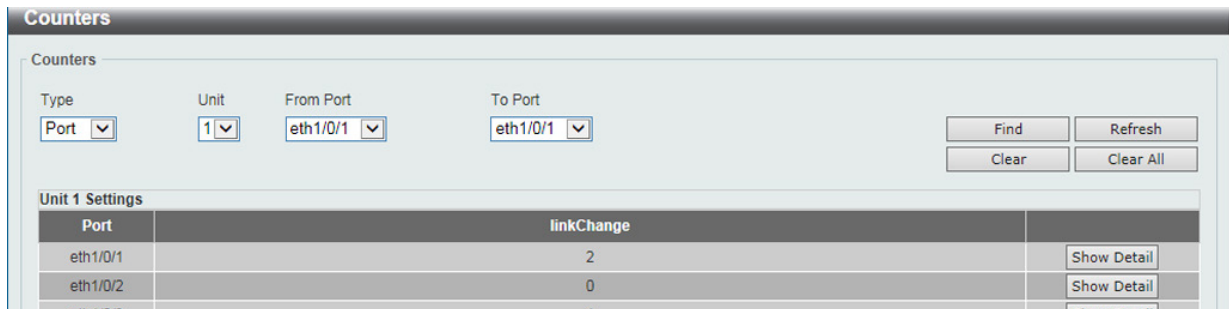 Counters
Counters
Type Unit From Port To Port
Port 1 eth1/0/1 eth1/0/1
Find Refresh
Clear Clear All
Unit 1 Settings
Port linkChange
eth1/0/1 2 Show Detail
eth1/0/2 0 Show Detail